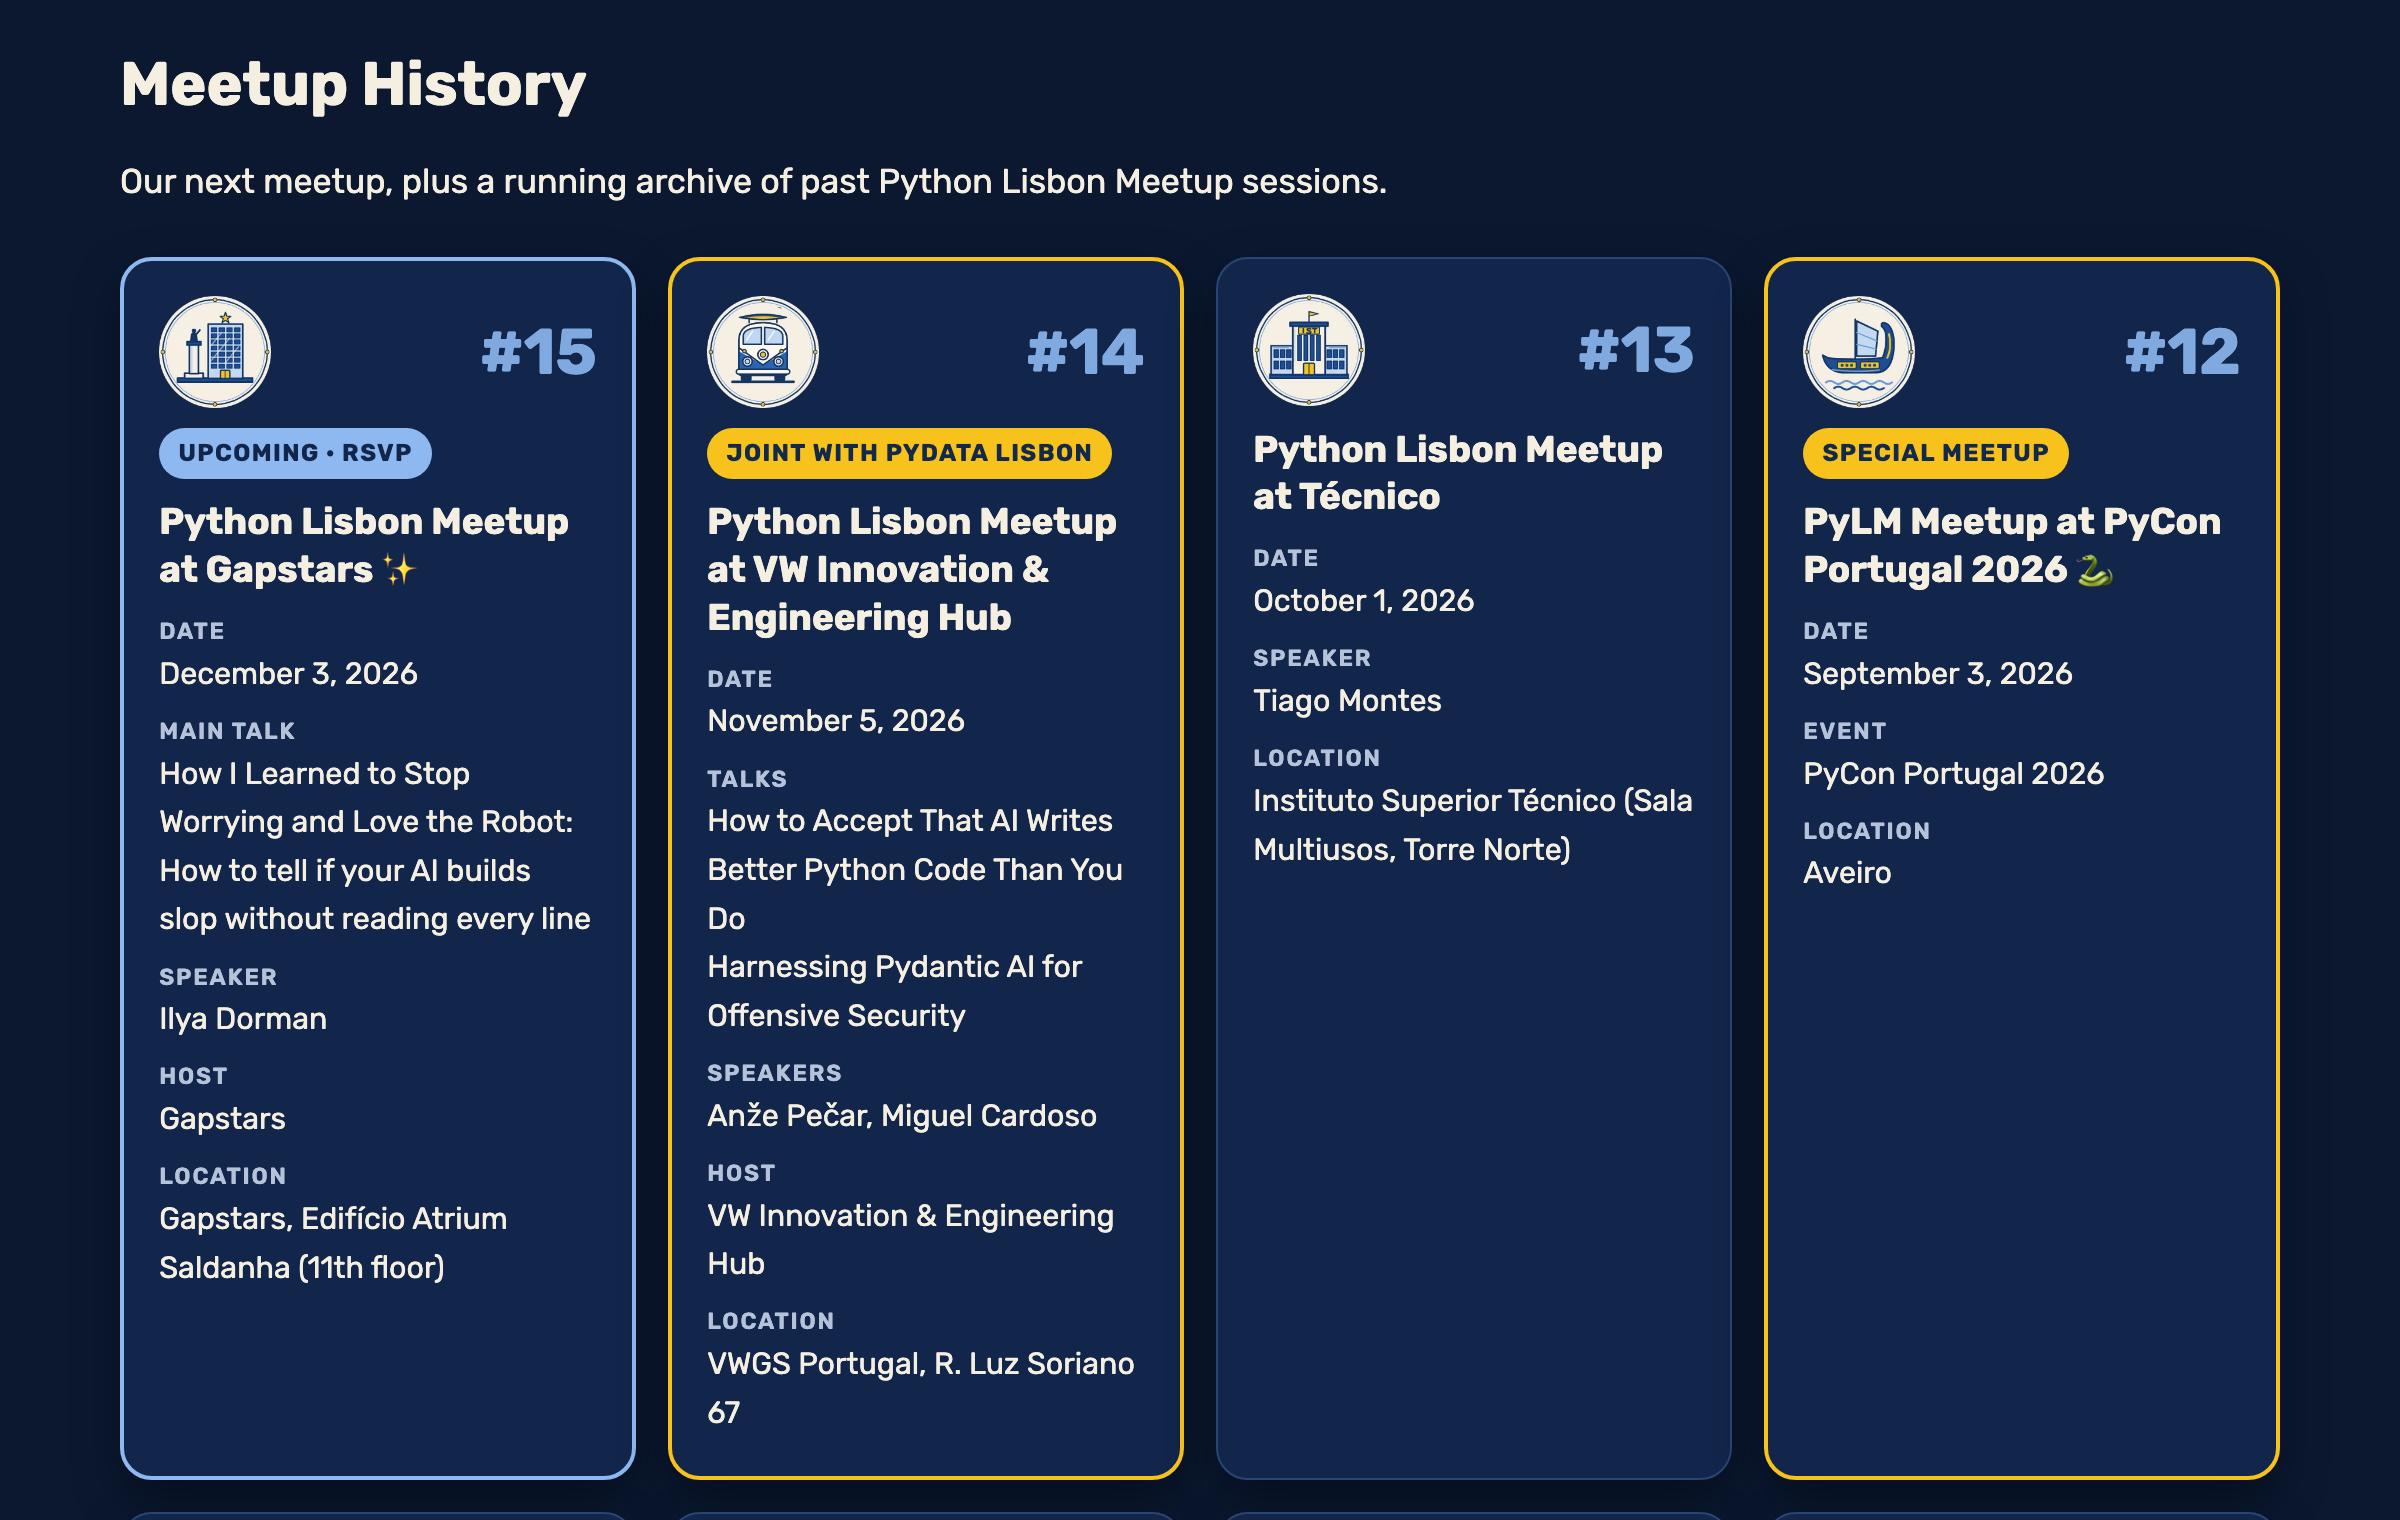 Meetup History
Our next meetup, plus a running archive of past Python Lisbon Meetup sessions.
#15
UPCOMING • RSVP
Python Lisbon Meetup
at Gapstars ✨
DATE
December 3, 2026
MAIN TALK
How I Learned to Stop
Worrying and Love the Robot:
How to tell if your AI builds
slop without reading every line
SPEAKER
Ilya Dorman
HOST
Gapstars
LOCATION
Gapstars, Edifício Atrium
Saldanha (11th floor)
#14
JOINT WITH PYDATA LISBON
Python Lisbon Meetup
at VW Innovation &
Engineering Hub
DATE
November 5, 2026
TALKS
How to Accept That AI Writes
Better Python Code Than You
Do
Harnessing Pydantic AI for
Offensive Security
SPEAKERS
Anže Pečar, Miguel Cardoso
HOST
VW Innovation & Engineering
Hub
LOCATION
VWGS Portugal, R. Luz Soriano
67
IST
#13
Python Lisbon Meetup
at Técnico
DATE
October 1, 2026
SPEAKER
Tiago Montes
LOCATION
Instituto Superior Técnico (Sala
Multiusos, Torre Norte)
#12
SPECIAL MEETUP
PyLM Meetup at PyCon
Portugal 2026 🐍
DATE
September 3, 2026
EVENT
PyCon Portugal 2026
LOCATION
Aveiro